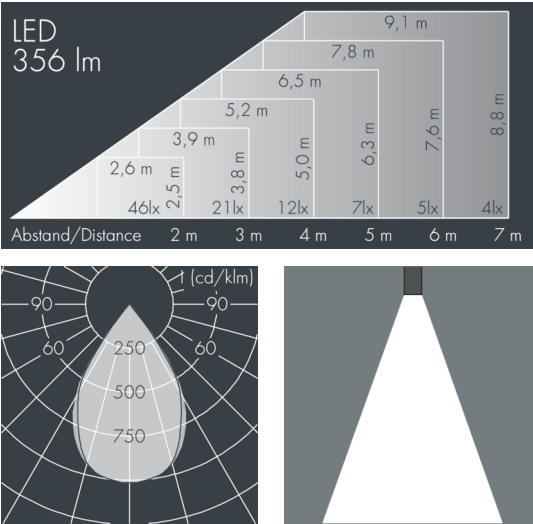 LED
356 lm
9,1 m
7,8 m
6,5 m
5,2 m
3,9 m
2,6 m
2,5 m
3,8 m
5,0 m
6,3 m
7,6 m
8,8 m
46lx 21lx 12lx 7lx 5lx 4lx
Abstand/Distance 2 m 3 m 4 m 5 m 6 m 7 m
I (cd/klm)
90 90
60 60
250
500
750